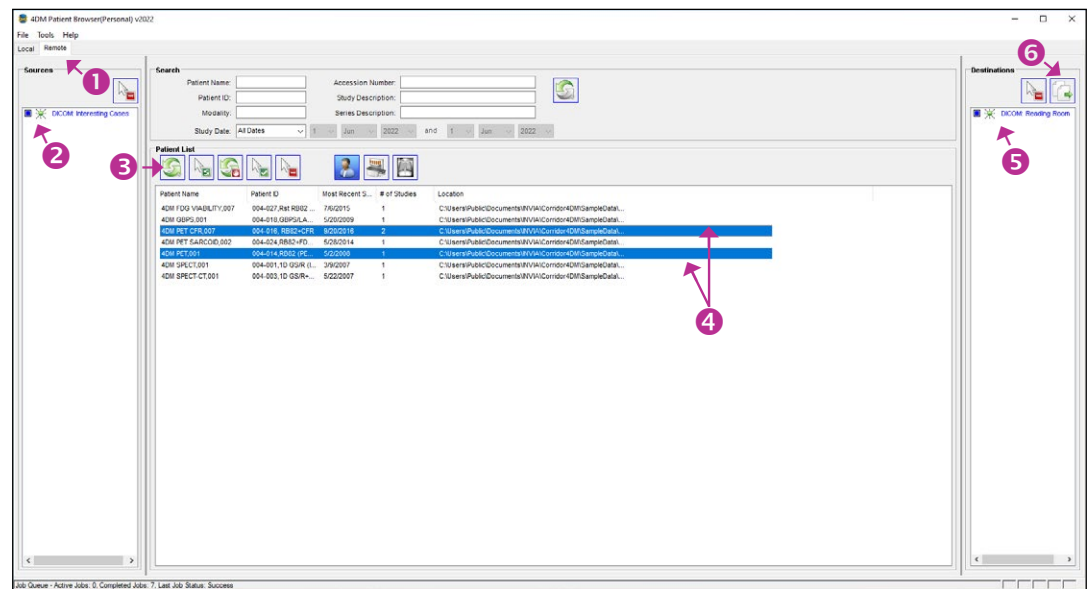 4DM Patient Browser(Personal) v2022
File Tools Help
Local Remote
1
6
Sources
Search
Destinations
Patient Name:
Accession Number:
Patient ID:
Study Description:
Modality:
Series Description:
DICOM: Interesting Cases
DICOM: Reading Room
Study Date: All Dates 1 Jun 2022 and 1 Jun 2022
2
5
Patient List
3
Patient Name Patient ID Most Recent S... # of Studies Location
4DM FDG VIABILITY,007 004-027,Rst RB82 ... 7/6/2015 1 C:\Users\Public\Documents\INVIA\Corridor4DM\SampleData\...
4DM GBPS,001 004-018,GBPS/LA... 5/20/2009 1 C:\Users\Public\Documents\INVIA\Corridor4DM\SampleData\...
4DM PET CFR,007 004-016, RB82+CFR 9/20/2016 2 C:\Users\Public\Documents\INVIA\Corridor4DM\SampleData\...
4DM PET SARCOID,002 004-024,RB82+FD... 5/28/2014 1 C:\Users\Public\Documents\INVIA\Corridor4DM\SampleData\...
4DM PET,001 004-014,RB82 (PE... 5/2/2008 1 C:\Users\Public\Documents\INVIA\Corridor4DM\SampleData\...
4DM SPECT,001 004-001,1D GS/R (I... 3/9/2007 1 C:\Users\Public\Documents\INVIA\Corridor4DM\SampleData\...
4DM SPECT-CT,001 004-003,1D GS/R+... 5/22/2007 1 C:\Users\Public\Documents\INVIA\Corridor4DM\SampleData\...
4
Job Queue - Active Jobs: 0, Completed Jobs: 7, Last Job Status: Success